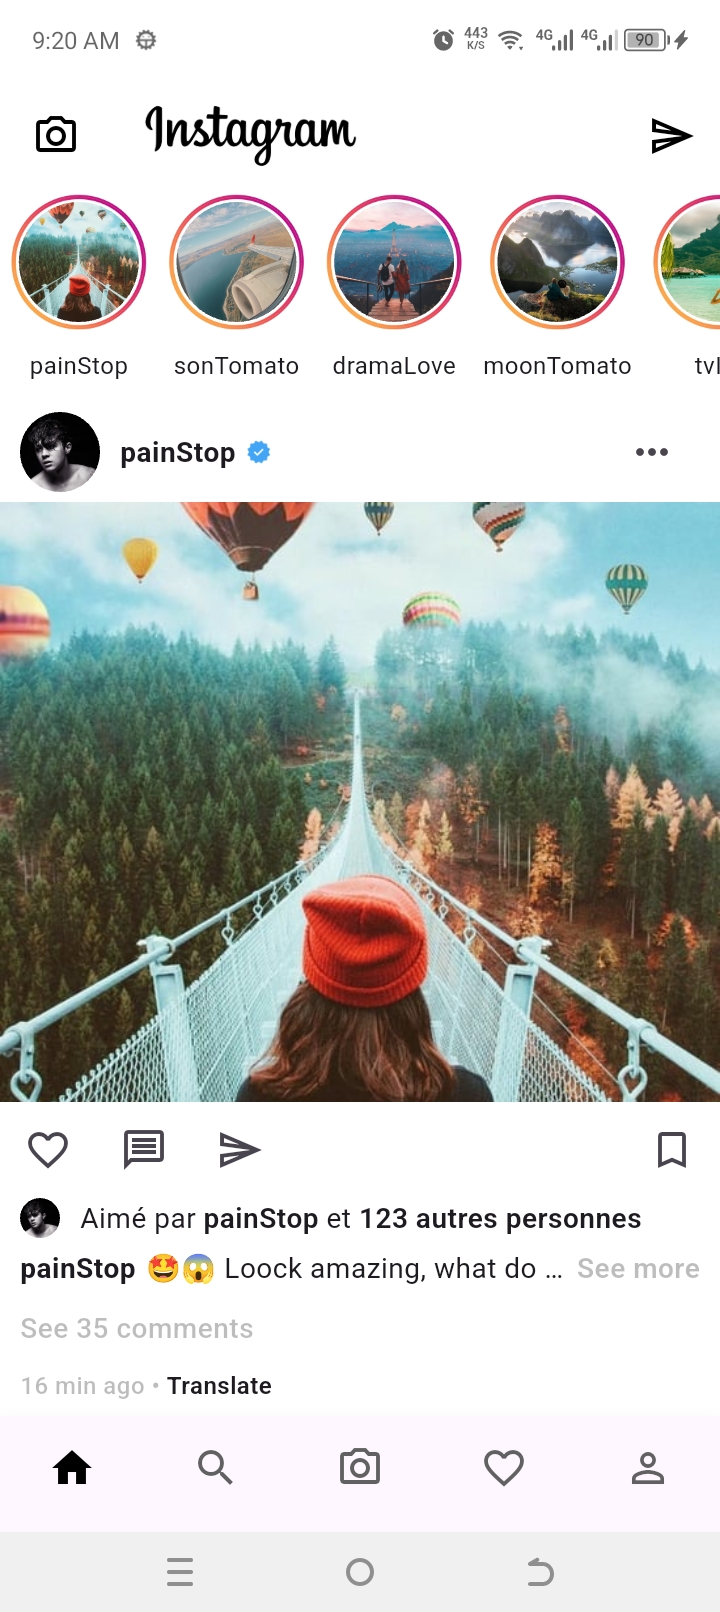 9:20 AM 443 K/S 4G 4G 90
Instagram
painStop sonTomato dramaLove moonTomato
painStop
Aimé par painStop et 123 autres personnes
painStop 🤩😱 Loock amazing, what do ... See more
See 35 comments
16 min ago • Translate